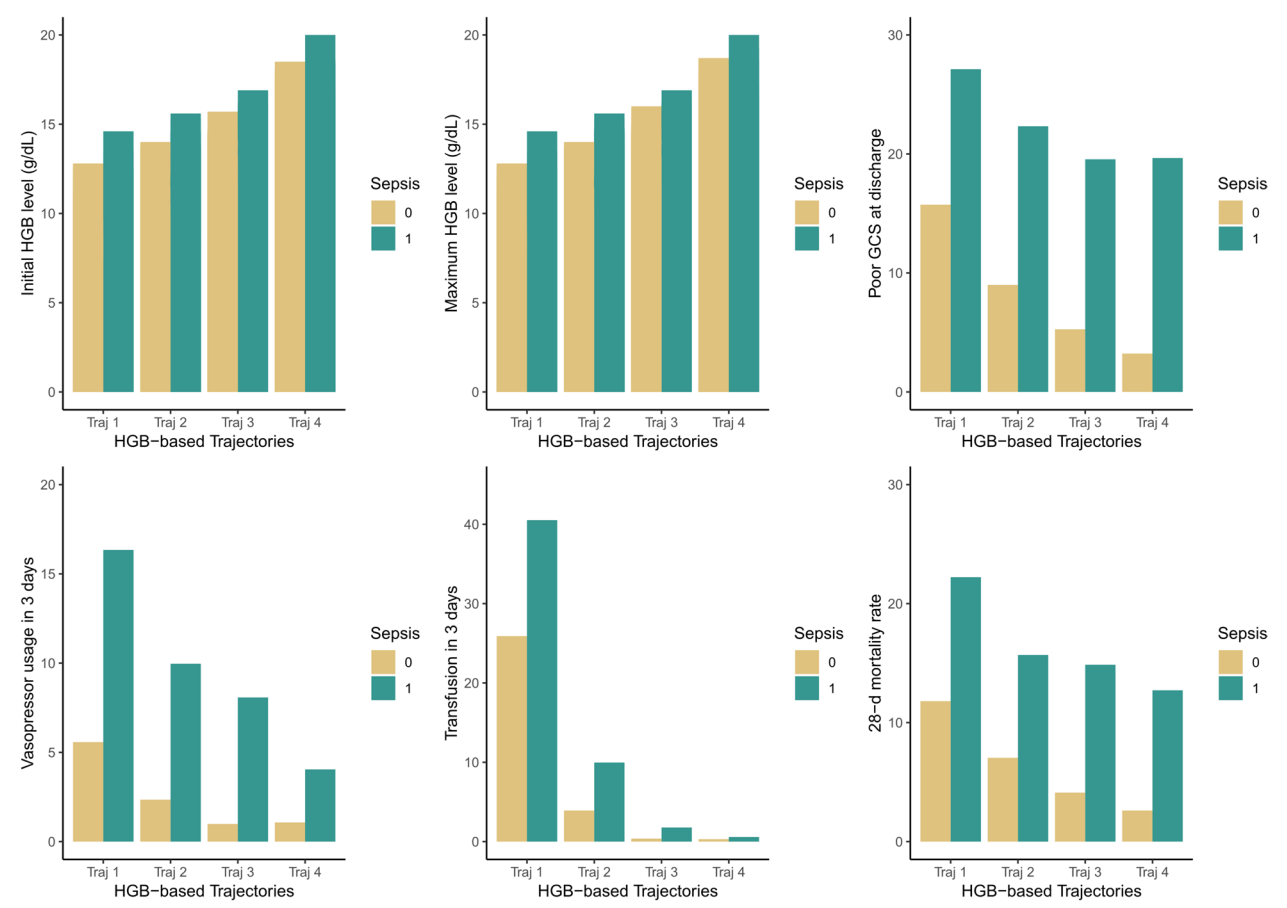 Initial HGB level (g/dL)
20
15
10
5
0
Traj 1 Traj 2 Traj 3 Traj 4
HGB−based Trajectories
Sepsis
0
1
Maximum HGB level (g/dL)
20
15
10
5
0
Traj 1 Traj 2 Traj 3 Traj 4
HGB−based Trajectories
Sepsis
0
1
Poor GCS at discharge
30
20
10
0
Traj 1 Traj 2 Traj 3 Traj 4
HGB−based Trajectories
Sepsis
0
1
Vasopressor usage in 3 days
20
15
10
5
0
Traj 1 Traj 2 Traj 3 Traj 4
HGB−based Trajectories
Sepsis
0
1
Transfusion in 3 days
40
30
20
10
0
Traj 1 Traj 2 Traj 3 Traj 4
HGB−based Trajectories
Sepsis
0
1
28−d mortality rate
30
20
10
0
Traj 1 Traj 2 Traj 3 Traj 4
HGB−based Trajectories
Sepsis
0
1